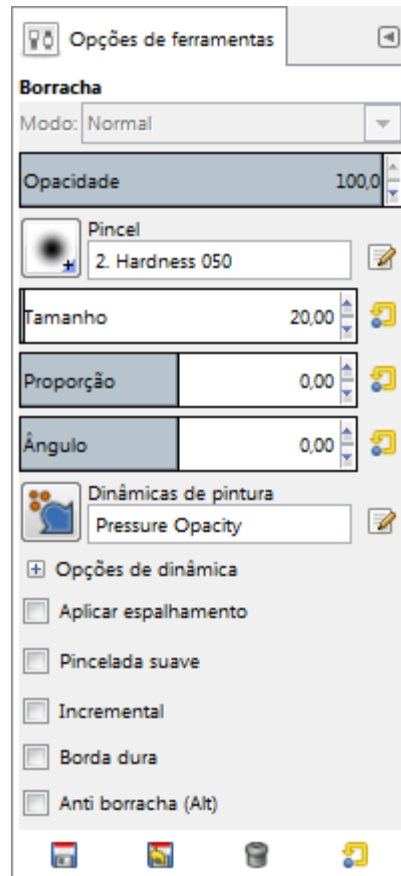 Opções de ferramentas
Borracha
Modo: Normal
Opacidade 100,0
Pincel
2. Hardness 050
Tamanho 20,00
Proporção 0,00
Ângulo 0,00
Dinâmicas de pintura
Pressure Opacity
Opções de dinâmica
Aplicar espalhamento
Pincelada suave
Incremental
Borda dura
Anti borracha (Alt)